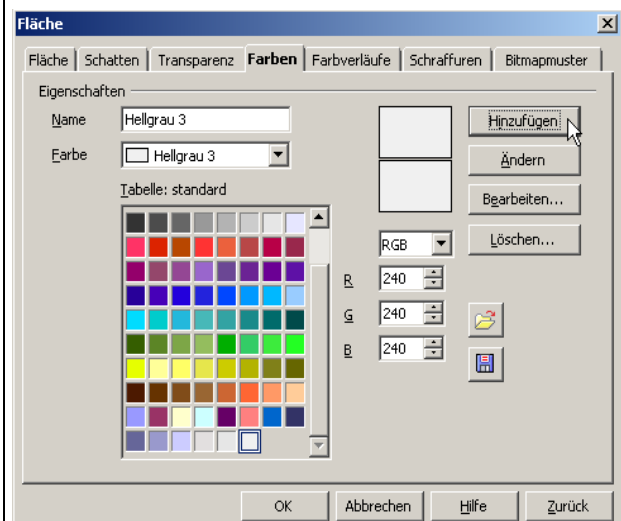 Fläche
Fläche Schatten Transparenz Farben Farbverläufe Schraffuren Bitmapmuster
Eigenschaften
Name Hellgrau 3 Hinzufügen
Farbe Hellgrau 3 Ändern
Tabelle: standard
Bearbeiten...
RGB Löschen...
R 240
G 240
B 240
OK Abbrechen Hilfe Zurück